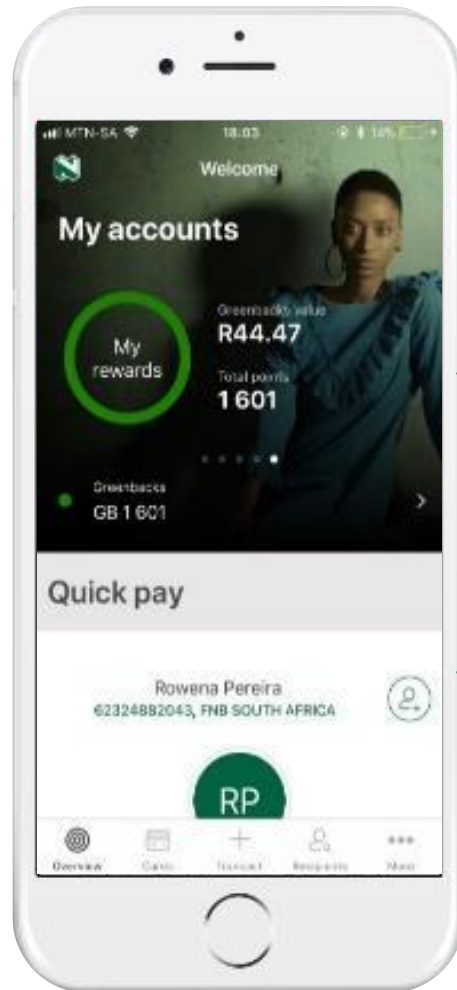 MTN-SA 18.03 14%
Welcome
My accounts
My rewards
Greenbacks value
R44.47
Total points
1 601
Greenbacks
GB 1 601
Quick pay
Rowena Pereira
62324882043, FNB SOUTH AFRICA
RP
Overview Cards Transact Recipients More